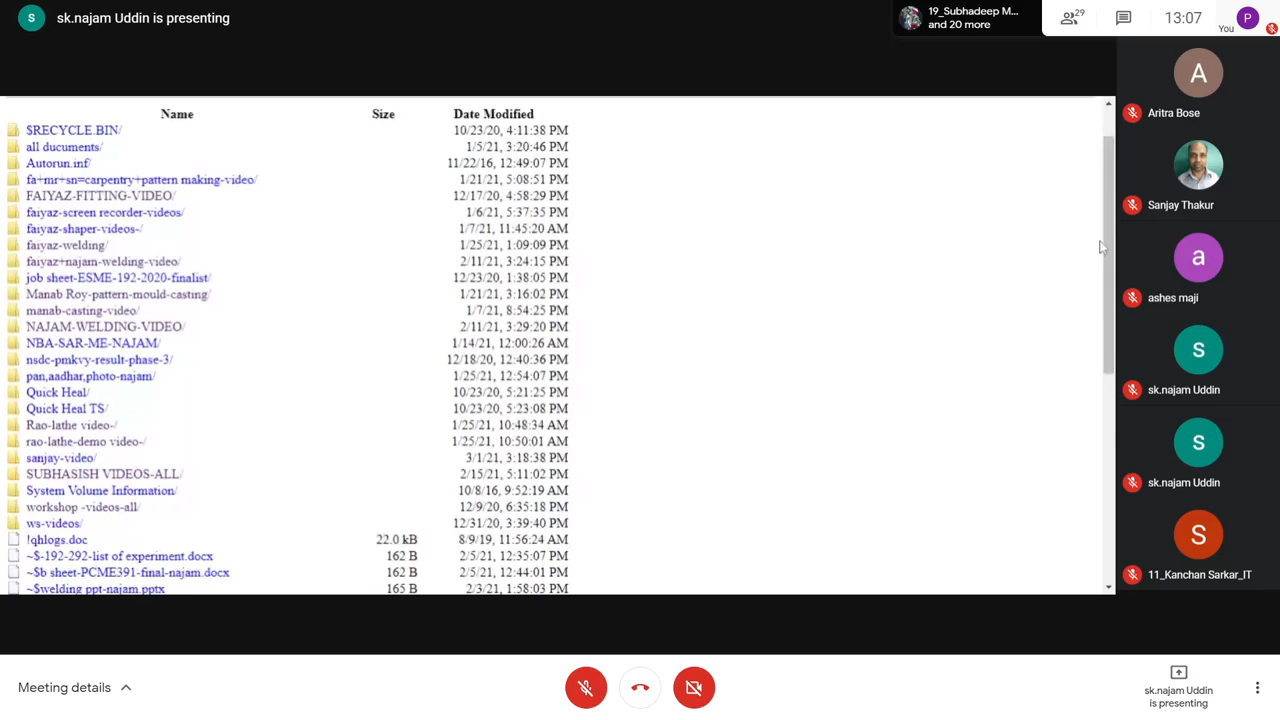 S sk.najam Uddin is presenting
19_Subhadeep M...
and 20 more
29
13:07
You
P
Name Size Date Modified
$RECYCLE.BIN/ 10/23/20, 4:11:38 PM
all ducuments/ 1/5/21, 3:20:46 PM
Autorun.inf/ 11/22/16, 12:49:07 PM
fa+mr+sn=carpentry+pattern making-video/ 1/21/21, 5:08:51 PM
FAIYAZ-FITTING-VIDEO/ 12/17/20, 4:58:29 PM
faiyaz-screen recorder-videos/ 1/6/21, 5:37:35 PM
faiyaz-shaper-videos-/ 1/7/21, 11:45:20 AM
faiyaz-welding/ 1/25/21, 1:09:09 PM
faiyaz+najam-welding-video/ 2/11/21, 3:24:15 PM
job sheet-ESME-192-2020-finalist/ 12/23/20, 1:38:05 PM
Manab Roy-pattern-mould-casting/ 1/21/21, 3:16:02 PM
manab-casting-video/ 1/7/21, 8:54:25 PM
NAJAM-WELDING-VIDEO/ 2/11/21, 3:29:20 PM
NBA-SAR-ME-NAJAM/ 1/14/21, 12:00:26 AM
nsdc-pmkvy-result-phase-3/ 12/18/20, 12:40:36 PM
pan,aadhar,photo-najam/ 1/25/21, 12:54:07 PM
Quick Heal/ 10/23/20, 5:21:25 PM
Quick Heal TS/ 10/23/20, 5:23:08 PM
Rao-lathe video-/ 1/25/21, 10:48:34 AM
rao-lathe-demo video-/ 1/25/21, 10:50:01 AM
sanjay-video/ 3/1/21, 3:18:38 PM
SUBHASISH VIDEOS-ALL/ 2/15/21, 5:11:02 PM
System Volume Information/ 10/8/16, 9:52:19 AM
workshop -videos-all/ 12/9/20, 6:35:18 PM
ws-videos/ 12/31/20, 3:39:40 PM
!qhlogs.doc 22.0 kB 8/9/19, 11:56:24 AM
~$-192-292-list of experiment.docx 162 B 2/5/21, 12:35:07 PM
~$b sheet-PCME391-final-najam.docx 162 B 2/5/21, 12:44:01 PM
~$welding ppt-najam.pptx 165 B 2/3/21, 1:58:03 PM
A
Aritra Bose
Sanjay Thakur
a
ashes maji
S
sk.najam Uddin
S
sk.najam Uddin
S
11_Kanchan Sarkar_IT
Meeting details
sk.najam Uddin
is presenting